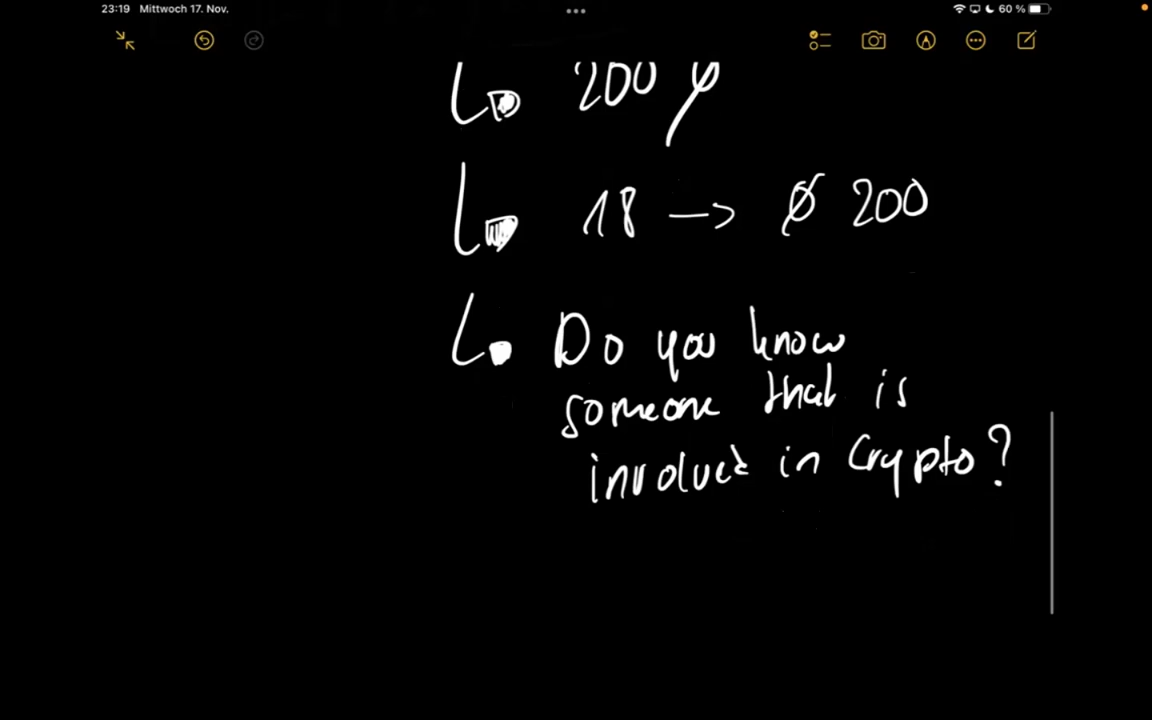 23:19 Mittwoch 17. Nov. 60 %
200
18 → Ø 200
Do you know
someone that is
involved in Crypto?